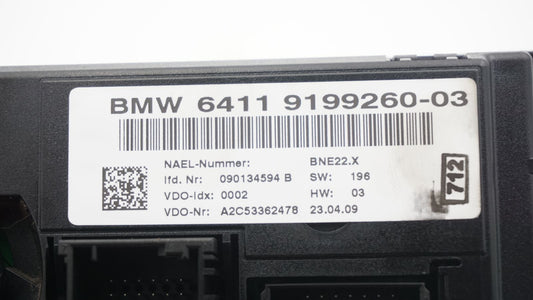 BMW 6411 9199260-03
NAEL-Nummer: BNE22.X
lfd. Nr: 090134594 B SW: 196
VDO-Idx: 0002 HW: 03
VDO-Nr: A2C53362478 23.04.09
712